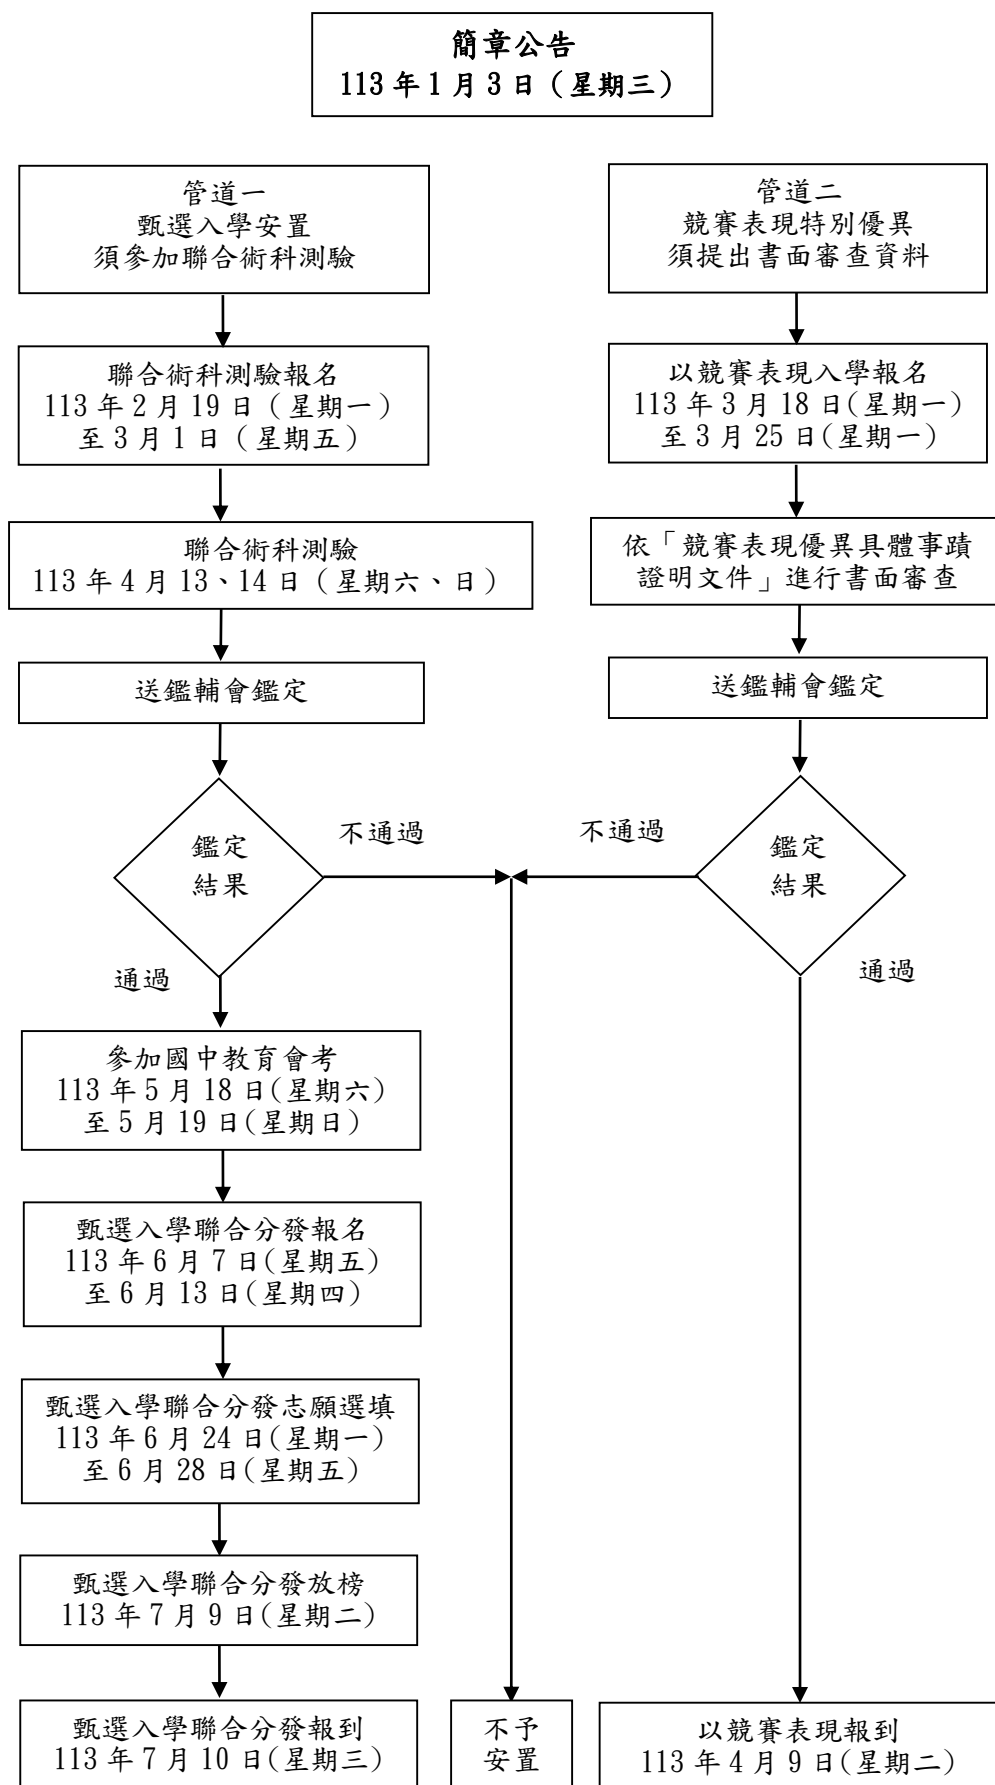 簡章公告
113 年 1 月 3 日（星期三）
管道一
甄選入學安置
須參加聯合術科測驗
聯合術科測驗報名
113 年 2 月 19 日（星期一）
至 3 月 1 日（星期五）
聯合術科測驗
113 年 4 月 13、14 日（星期六、日）
送鑑輔會鑑定
鑑定
結果
不通過
通過
參加國中教育會考
113 年 5 月 18 日(星期六)
至 5 月 19 日(星期日)
甄選入學聯合分發報名
113 年 6 月 7 日(星期五)
至 6 月 13 日(星期四)
甄選入學聯合分發志願選填
113 年 6 月 24 日(星期一)
至 6 月 28 日(星期五)
甄選入學聯合分發放榜
113 年 7 月 9 日(星期二)
甄選入學聯合分發報到
113 年 7 月 10 日(星期三)
管道二
競賽表現特別優異
須提出書面審查資料
以競賽表現入學報名
113 年 3 月 18 日(星期一)
至 3 月 25 日(星期一)
依「競賽表現優異具體事蹟
證明文件」進行書面審查
送鑑輔會鑑定
鑑定
結果
不通過
通過
不予
安置
以競賽表現報到
113 年 4 月 9 日(星期二)